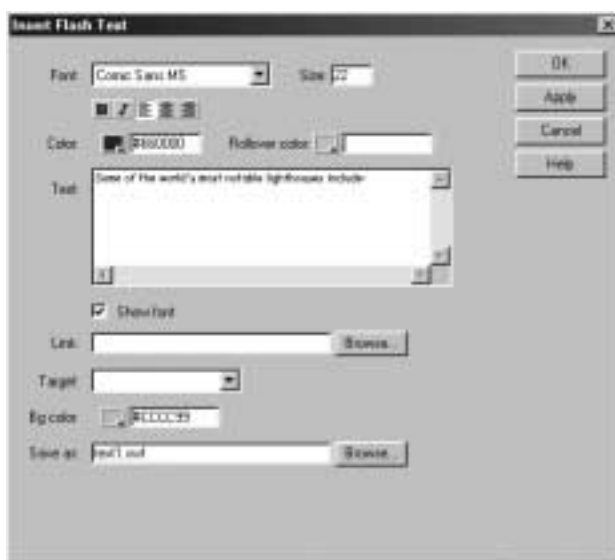 Insert Flash Text
Font: Comic Sans MS Size: 22
OK
Apply
Color: Rollover color:
Cancel
Help
Text: Some of the world's most notable lighthouses include
Show font
Link: Browse...
Target:
Bg color: #CCCC99
Save as: text1.swf Browse...